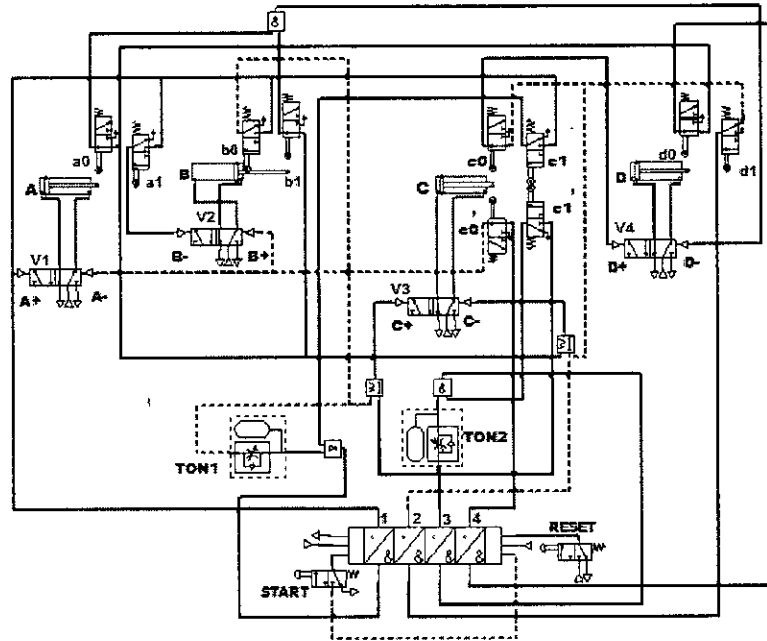 &
a0
a1
b0
b1
c0
c1
d0
d1
A
B
C
D
c0
c1
V1
V2
V3
V4
A+
A-
B-
B+
C+
C-
D+
D-
&
TON1
TON2
1
2
3
4
&
&
&
&
START
RESET